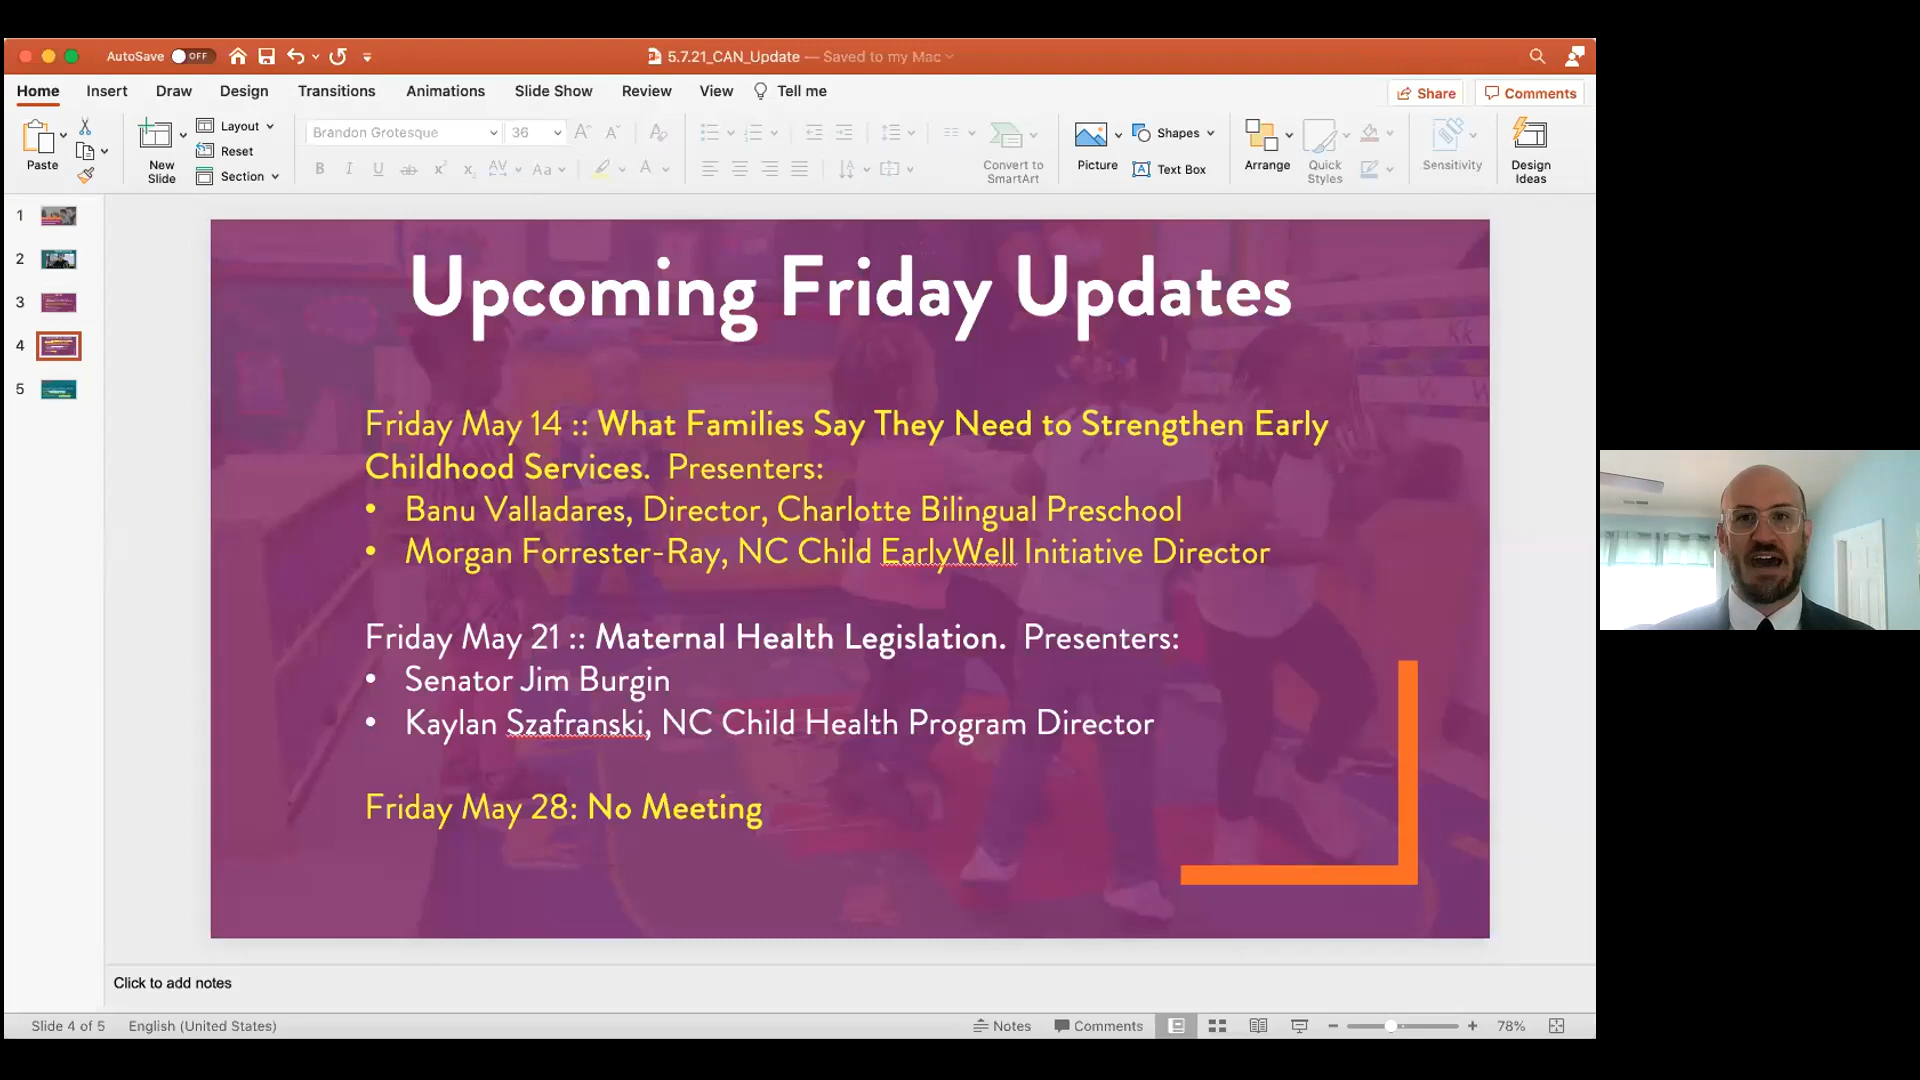 AutoSave OFF
5.7.21_CAN_Update — Saved to my Mac
Home Insert Draw Design Transitions Animations Slide Show Review View Tell me
Share Comments
Paste
New Slide
Layout
Reset
Section
Brandon Grotesque 36
Convert to SmartArt
Picture
Shapes
Text Box
Arrange
Quick Styles
Sensitivity
Design Ideas
1
2
3
4
5
Upcoming Friday Updates
Friday May 14 :: What Families Say They Need to Strengthen Early
Childhood Services. Presenters:
• Banu Valladares, Director, Charlotte Bilingual Preschool
• Morgan Forrester-Ray, NC Child EarlyWell Initiative Director
Friday May 21 :: Maternal Health Legislation. Presenters:
• Senator Jim Burgin
• Kaylan Szafranski, NC Child Health Program Director
Friday May 28: No Meeting
Click to add notes
Slide 4 of 5 English (United States) Notes Comments 78%